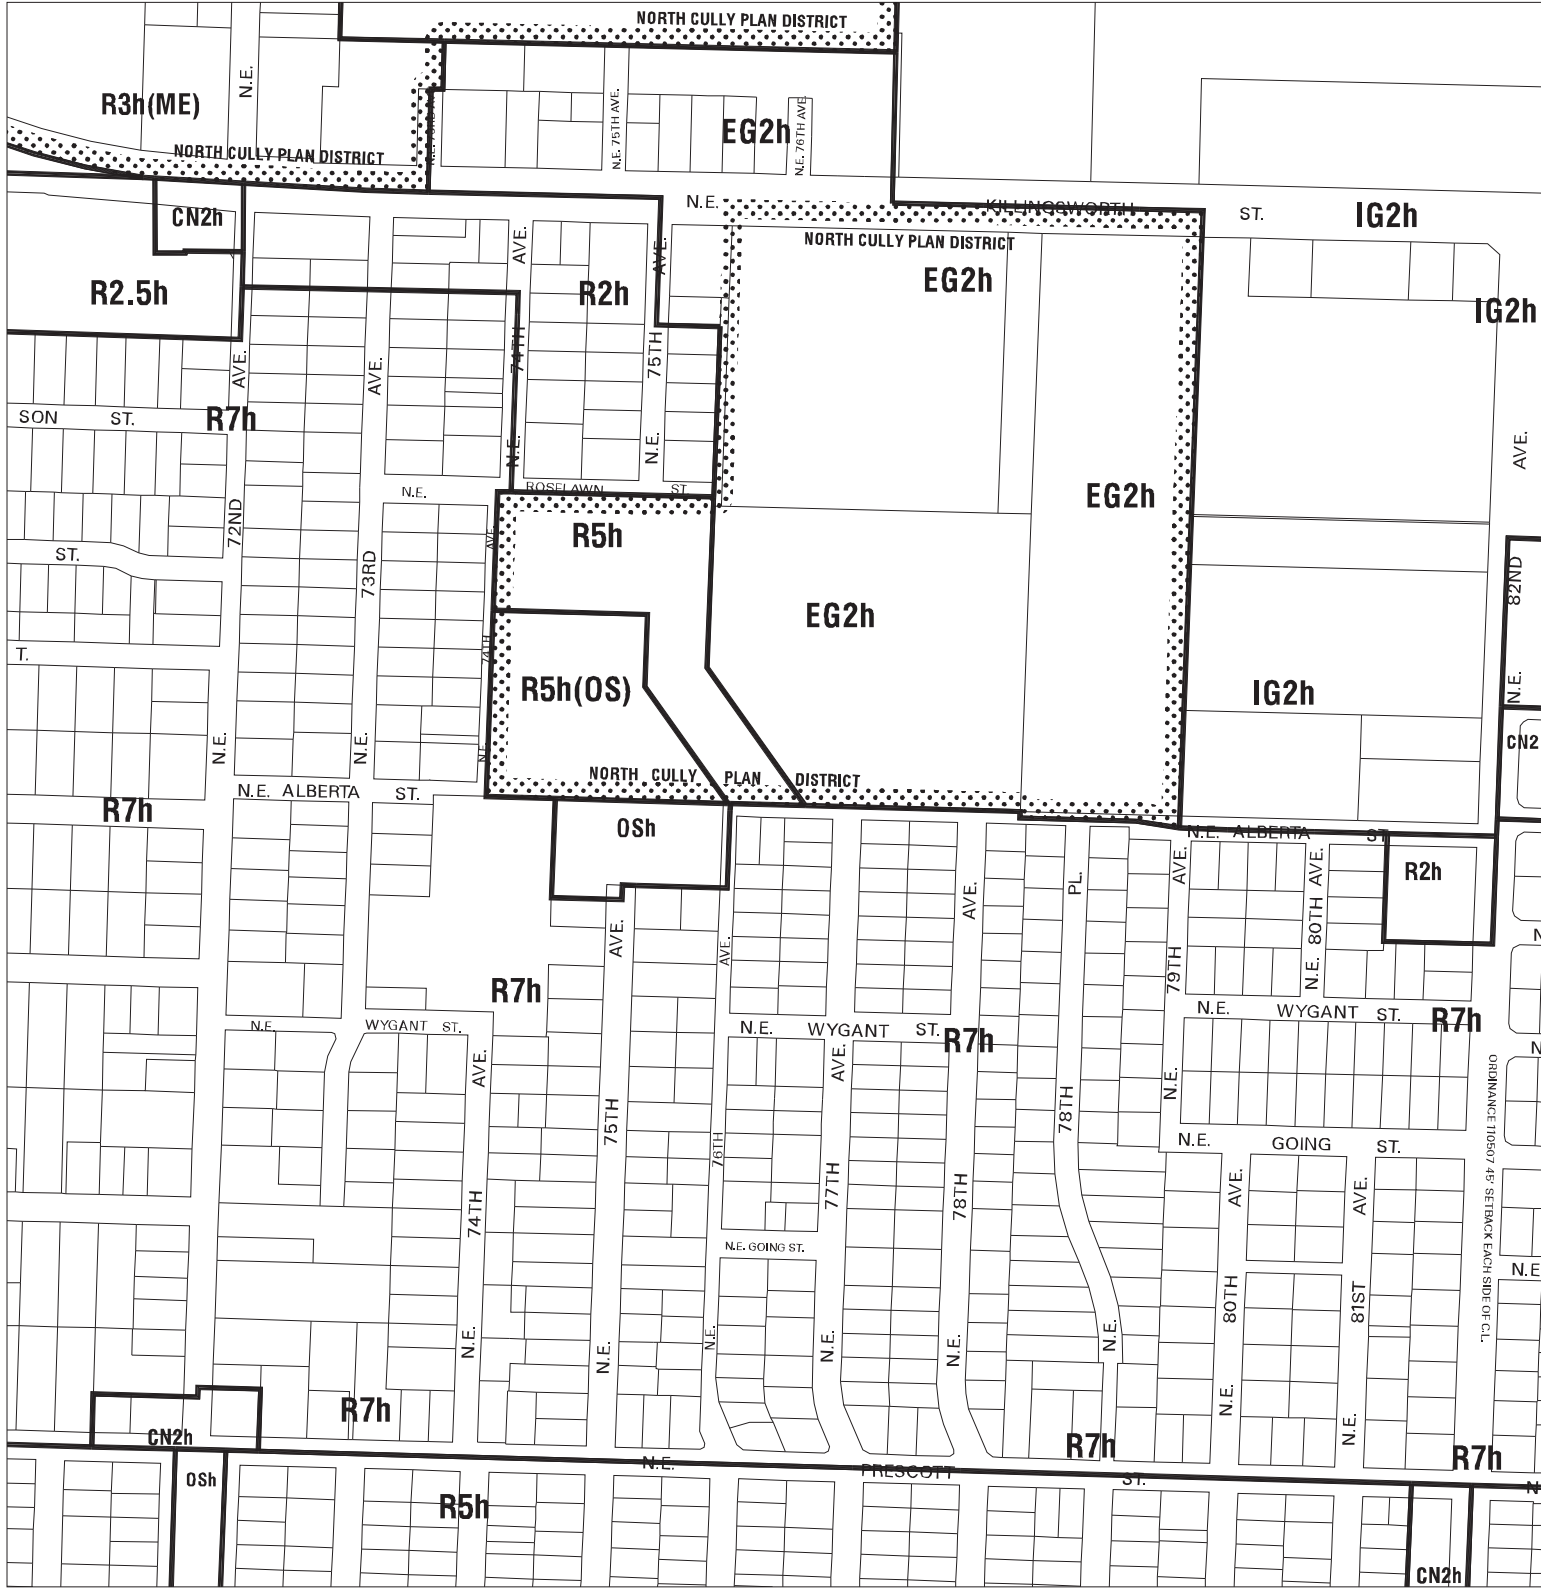 NORTH CULLY PLAN DISTRICT
N.E.
R3h(ME)
N.E. 75TH AVE.
EG2h
N.E. 76TH AVE.
NORTH CULLY PLAN DISTRICT
CN2h
N.E. KILLINGSWORTH ST.
IG2h
NORTH CULLY PLAN DISTRICT
R2.5h
R2h
EG2h
IG2h
AVE.
AVE.
AVE.
AVE.
74TH
75TH
SON ST.
R7h
N.E.
N.E.
AVE.
N.E. ROSELAWN ST.
EG2h
72ND
R5h
AVE.
ST.
73RD
82ND
EG2h
74TH
T.
R5h(OS)
IG2h
N.E.
N.E.
N.E.
N.E.
CN2
NORTH CULLY PLAN DISTRICT
N.E. ALBERTA ST.
R7h
OSh
N.E. ALBERTA ST.
R2h
AVE.
PL.
AVE.
N.E. 80TH AVE.
AVE.
AVE.
79TH
R7h
N.E. WYGANT ST.
N.E. WYGANT ST.
N.E. WYGANT ST.
R7h
R7h
AVE.
AVE.
N.E.
ORDINANCE 110507 45' SETBACK EACH SIDE OF C.L.
75TH
78TH
76TH
N.E. GOING ST.
74TH
77TH
78TH
AVE.
AVE.
N.E. GOING ST.
N.E.
80TH
81ST
N.E.
N.E.
N.E.
N.E.
N.E.
N.E.
N.E.
N.E.
R7h
CN2h
R7h
R7h
N.E. PRESCOTT ST.
OSh
R5h
CN2h